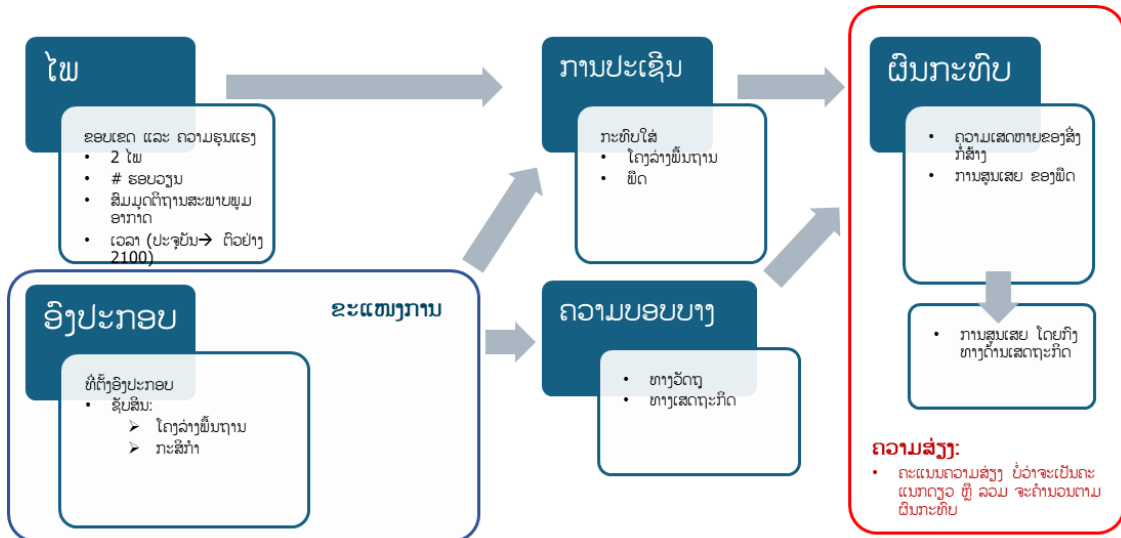 ໄພ
ຂອບເຂດ ແລະ ຄວາມຮຸນແຮງ
• 2 ໄພ
• # ຮອບວຽນ
• ສົມມຸດຕິຖານສະພາບພູມ
ອາກາດ
• ເວລາ (ປະຈຸບັນ→ ຕົວຢ່າງ
2100)
ການປະເຊີນ
ກະທົບໃສ່
• ໂຄງລ່າງພື້ນຖານ
• ພືດ
ຜົນກະທົບ
• ຄວາມເສດຫາຍຂອງສິ່ງ
ກໍ່ສ້າງ
• ການສູນເສຍ ຂອງພືດ
ອົງປະກອບ
ຂະແໜງການ
ທີ່ຕັ້ງອົງປະກອບ
• ຊັບສິນ:
➢ ໂຄງລ່າງພື້ນຖານ
➢ ກະສິກຳ
ຄວາມບອບບາງ
• ທາງວັດຖຸ
• ທາງເສດຖະກິດ
• ການສູນເສຍ ໂດຍກົງ
ທາງດ້ານເສດຖະກິດ
ຄວາມສ່ຽງ:
• ຄະແນນຄວາມສ່ຽງ ບໍ່ວ່າຈະເປັນຄະ
ແນກດຽວ ຫຼື ລວມ ຈະຄຳນວນຕາມ
ຜົນກະທົບ